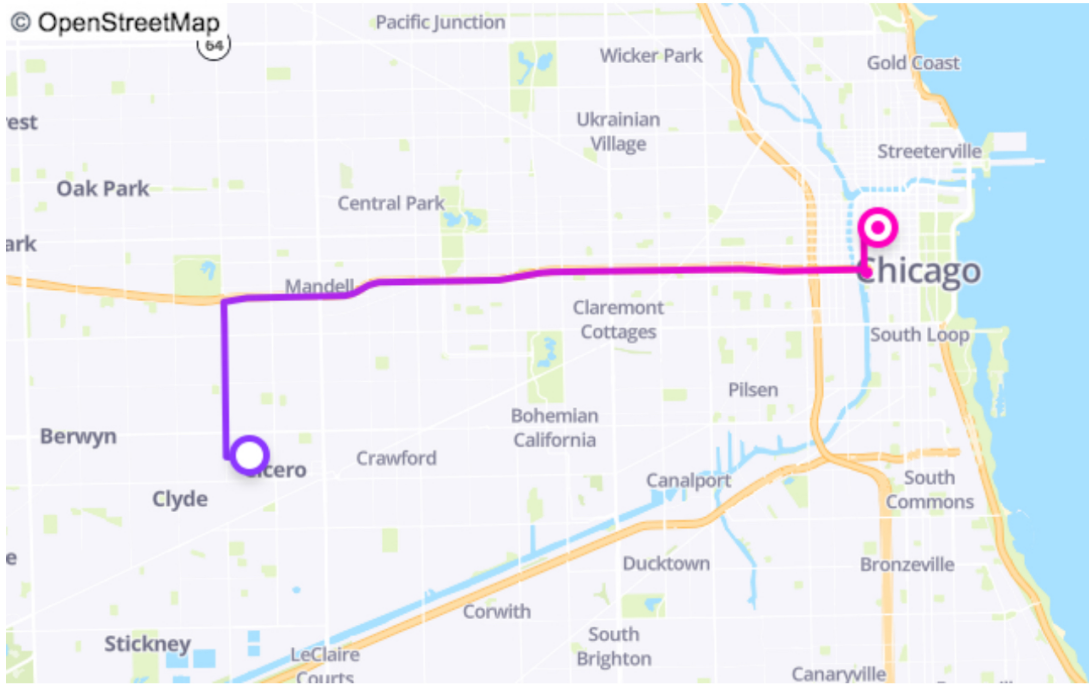 © OpenStreetMap
Pacific Junction
64
Wicker Park
Gold Coast
est
Ukrainian
Village
Streeterville
Oak Park
Central Park
ark
Mandell
Chicago
Claremont
Cottages
South Loop
Pilsen
Berwyn
Bohemian
California
Crawford
icero
Clyde
Canalport
South
Commons
e
Ducktown
Bronzeville
Corwith
South
Brighton
Stickney
LeClaire
Courts
Canaryville